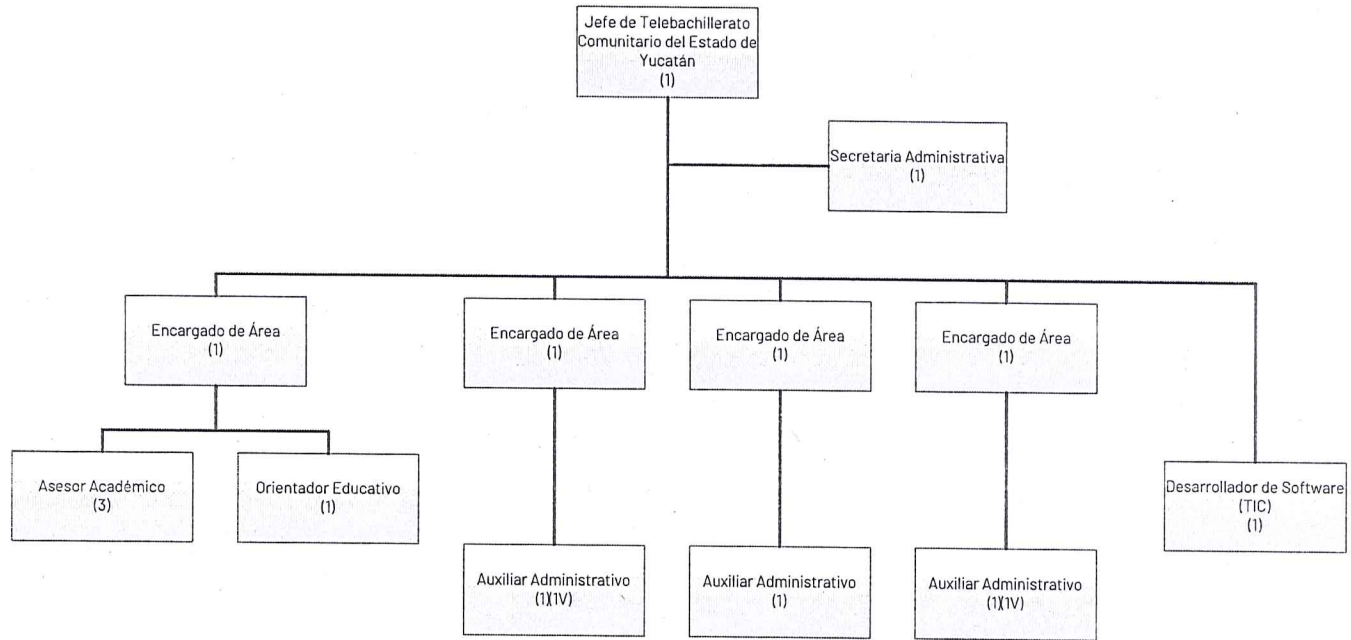 Jefe de Telebachillerato
Comunitario del Estado de
Yucatán
(1)
Secretaria Administrativa
(1)
Encargado de Área
(1)
Encargado de Área
(1)
Encargado de Área
(1)
Encargado de Área
(1)
Asesor Académico
(3)
Orientador Educativo
(1)
Desarrollador de Software
(TIC)
(1)
Auxiliar Administrativo
(1)(1V)
Auxiliar Administrativo
(1)
Auxiliar Administrativo
(1)(1V)